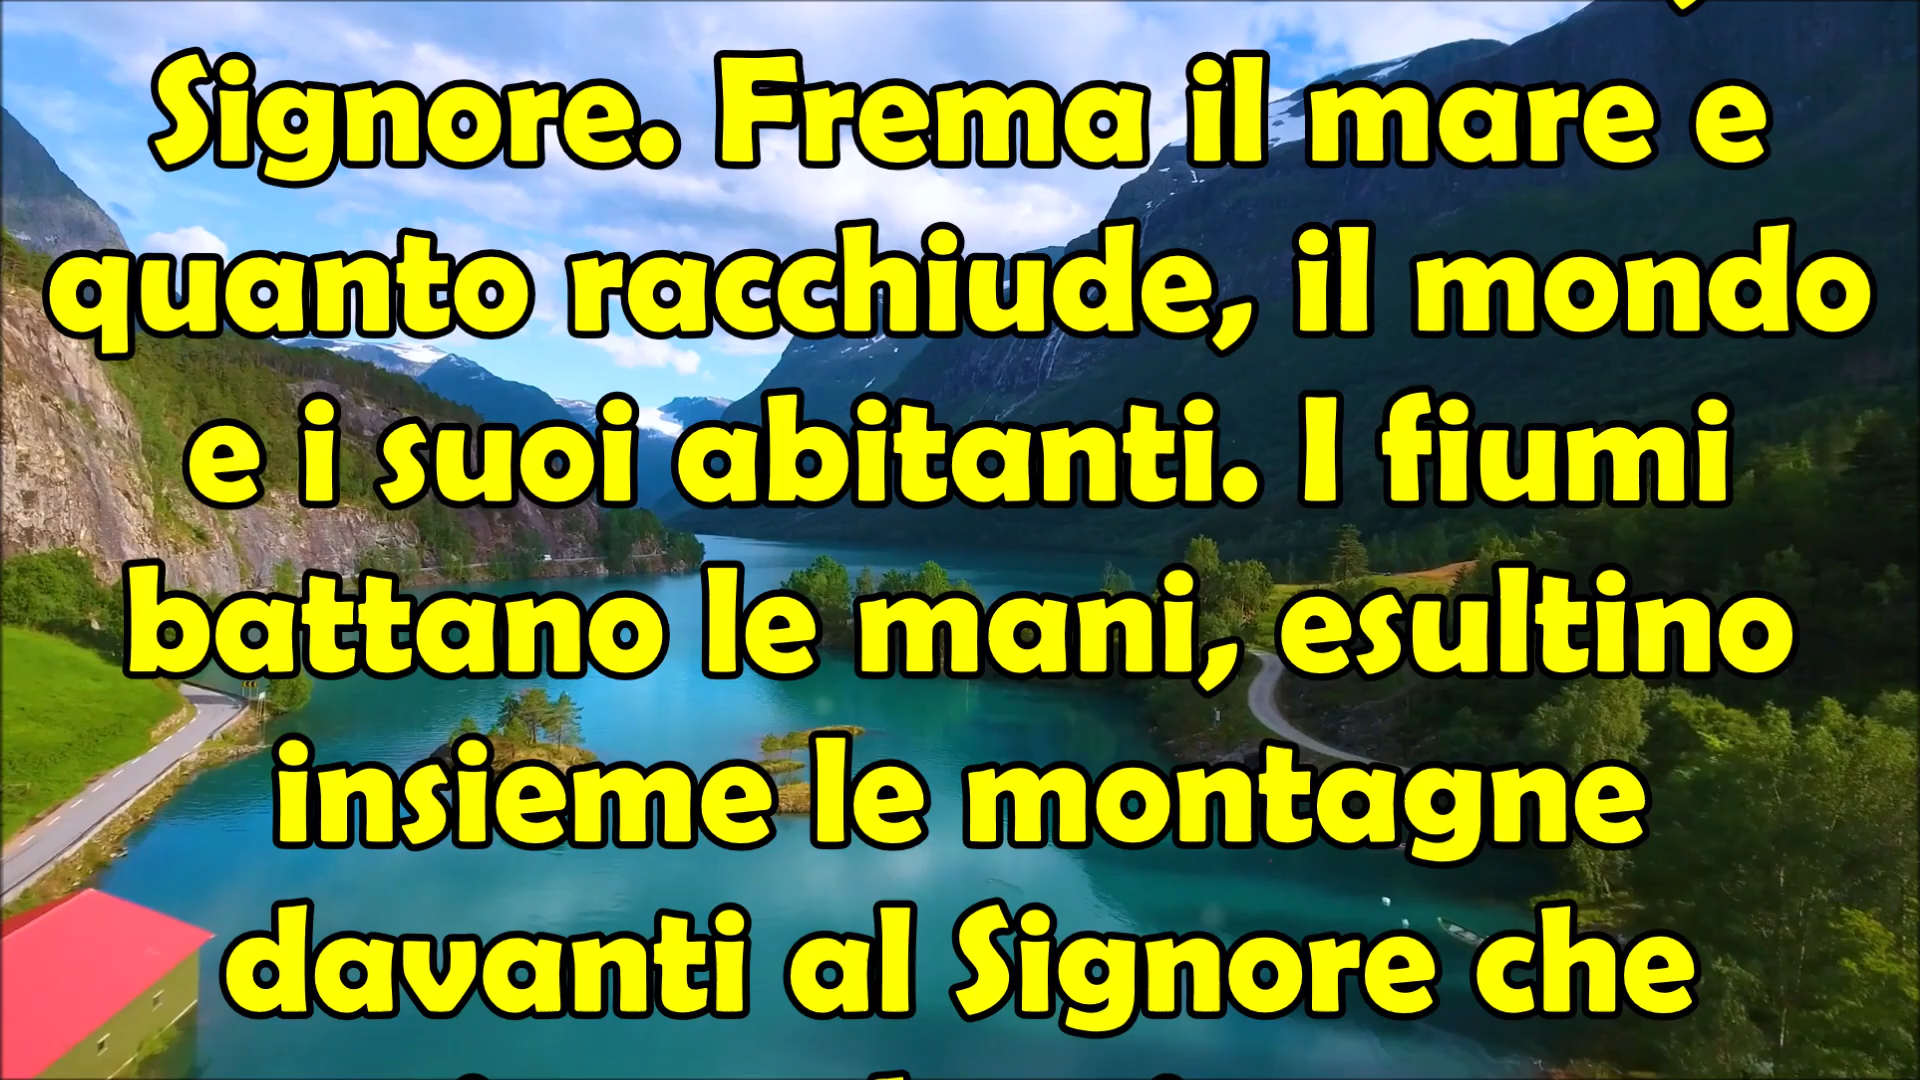 Signore. Frema il mare e
quanto racchiude, il mondo
e i suoi abitanti. I fiumi
battano le mani, esultino
insieme le montagne
davanti al Signore che